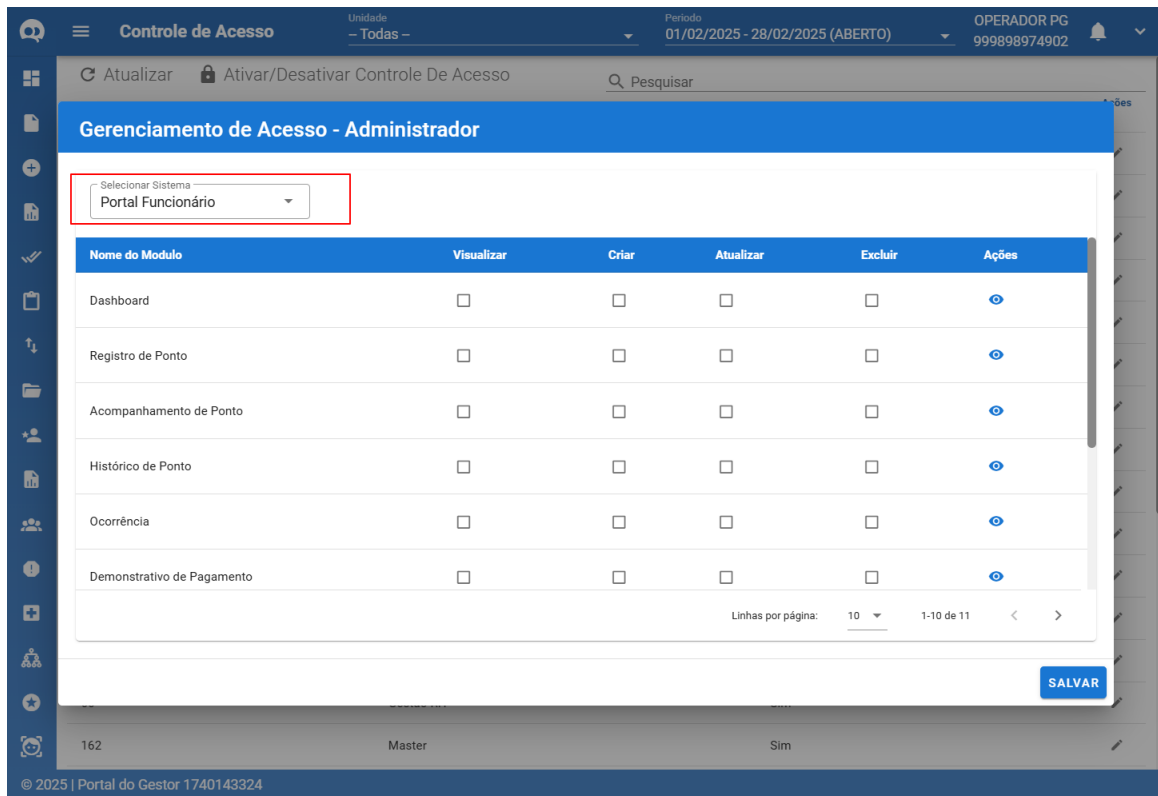 Controle de Acesso
Unidade
– Todas –
Periodo
01/02/2025 - 28/02/2025 (ABERTO)
OPERADOR PG
999898974902
Atualizar
Ativar/Desativar Controle De Acesso
Pesquisar
Gerenciamento de Acesso - Administrador
Selecionar Sistema
Portal Funcionário
Nome do Modulo Visualizar Criar Atualizar Excluir Ações
Dashboard
Registro de Ponto
Acompanhamento de Ponto
Histórico de Ponto
Ocorrência
Demonstrativo de Pagamento
Linhas por página: 10 1-10 de 11
SALVAR
162 Master Sim
© 2025 | Portal do Gestor 1740143324